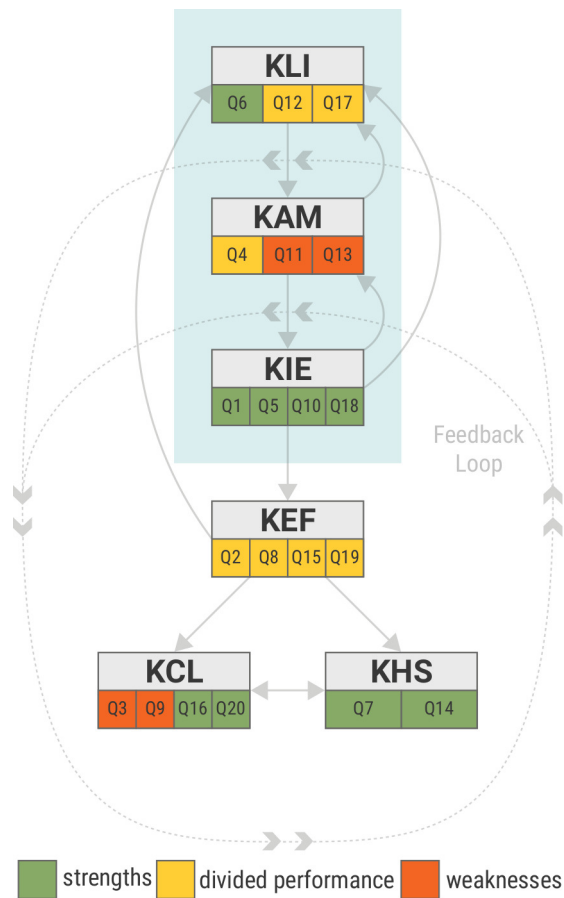 KLI
Q6 Q12 Q17
KAM
Q4 Q11 Q13
KIE
Q1 Q5 Q10 Q18
Feedback
Loop
KEF
Q2 Q8 Q15 Q19
KCL KHS
Q3 Q9 Q16 Q20 Q7 Q14
strengths divided performance weaknesses